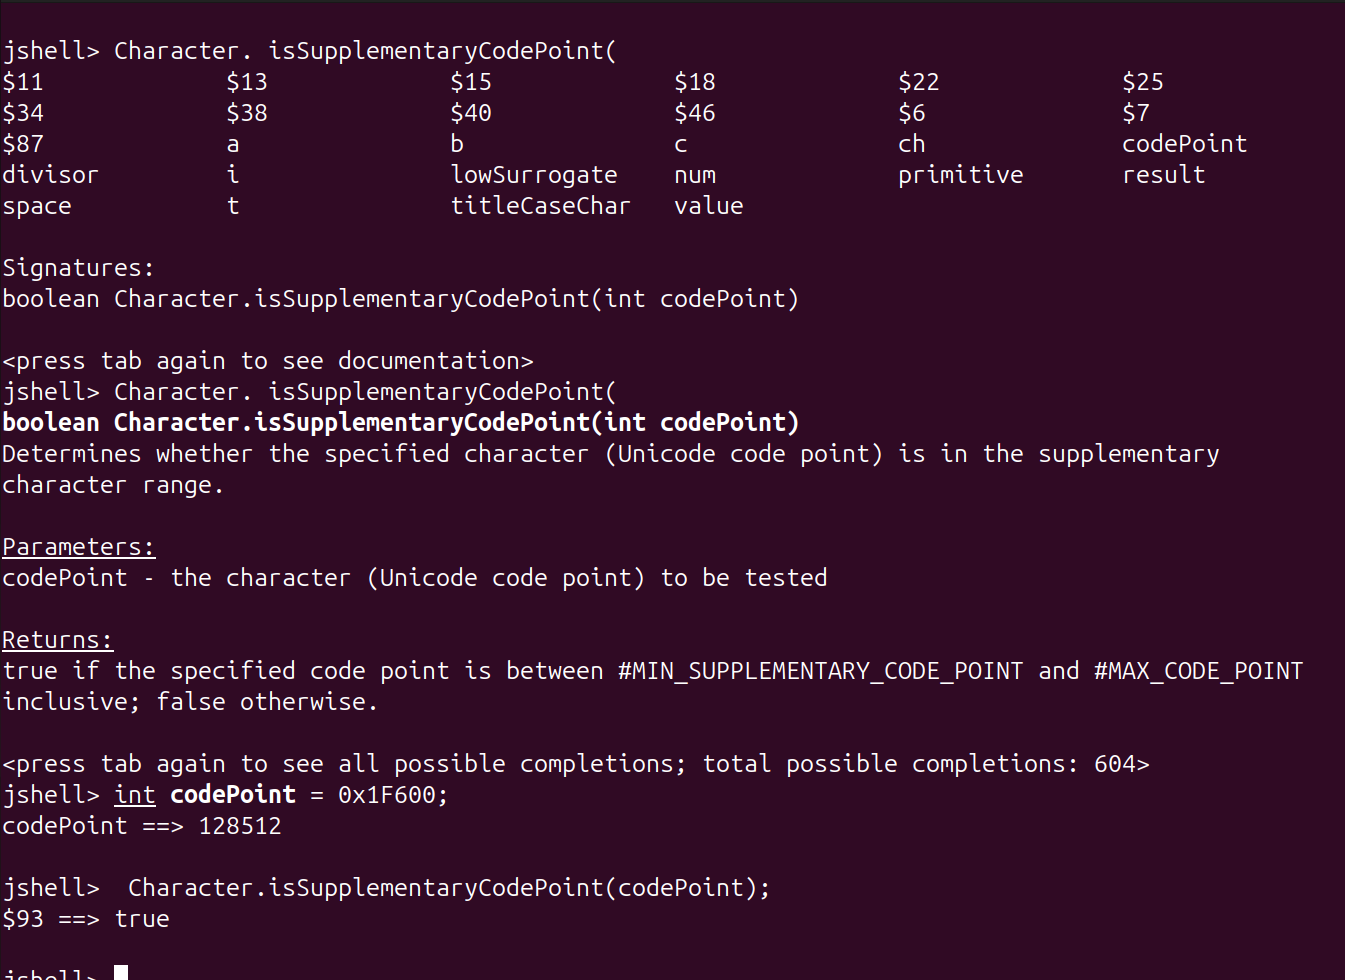 jshell> Character. isSupplementaryCodePoint(
$11 $13 $15 $18 $22 $25
$34 $38 $40 $46 $6 $7
$87 a b c ch codePoint
divisor i lowSurrogate num primitive result
space t titleCaseChar value
Signatures:
boolean Character.isSupplementaryCodePoint(int codePoint)
<press tab again to see documentation>
jshell> Character. isSupplementaryCodePoint(
boolean Character.isSupplementaryCodePoint(int codePoint)
Determines whether the specified character (Unicode code point) is in the supplementary
character range.
Parameters:
codePoint - the character (Unicode code point) to be tested
Returns:
true if the specified code point is between #MIN_SUPPLEMENTARY_CODE_POINT and #MAX_CODE_POINT
inclusive; false otherwise.
<press tab again to see all possible completions; total possible completions: 604>
jshell> int codePoint = 0x1F600;
codePoint ==> 128512
jshell>  Character.isSupplementaryCodePoint(codePoint);
$93 ==> true
jshell>